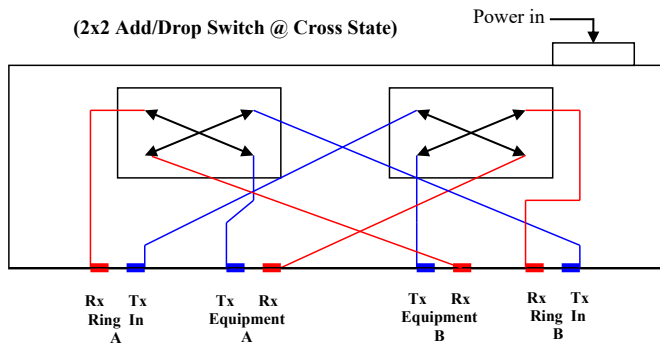 (2x2 Add/Drop Switch @ Cross State)
Power in
Rx Tx
Ring In
A
Tx Rx
Equipment
A
Tx Rx
Equipment
B
Rx Tx
Ring In
B